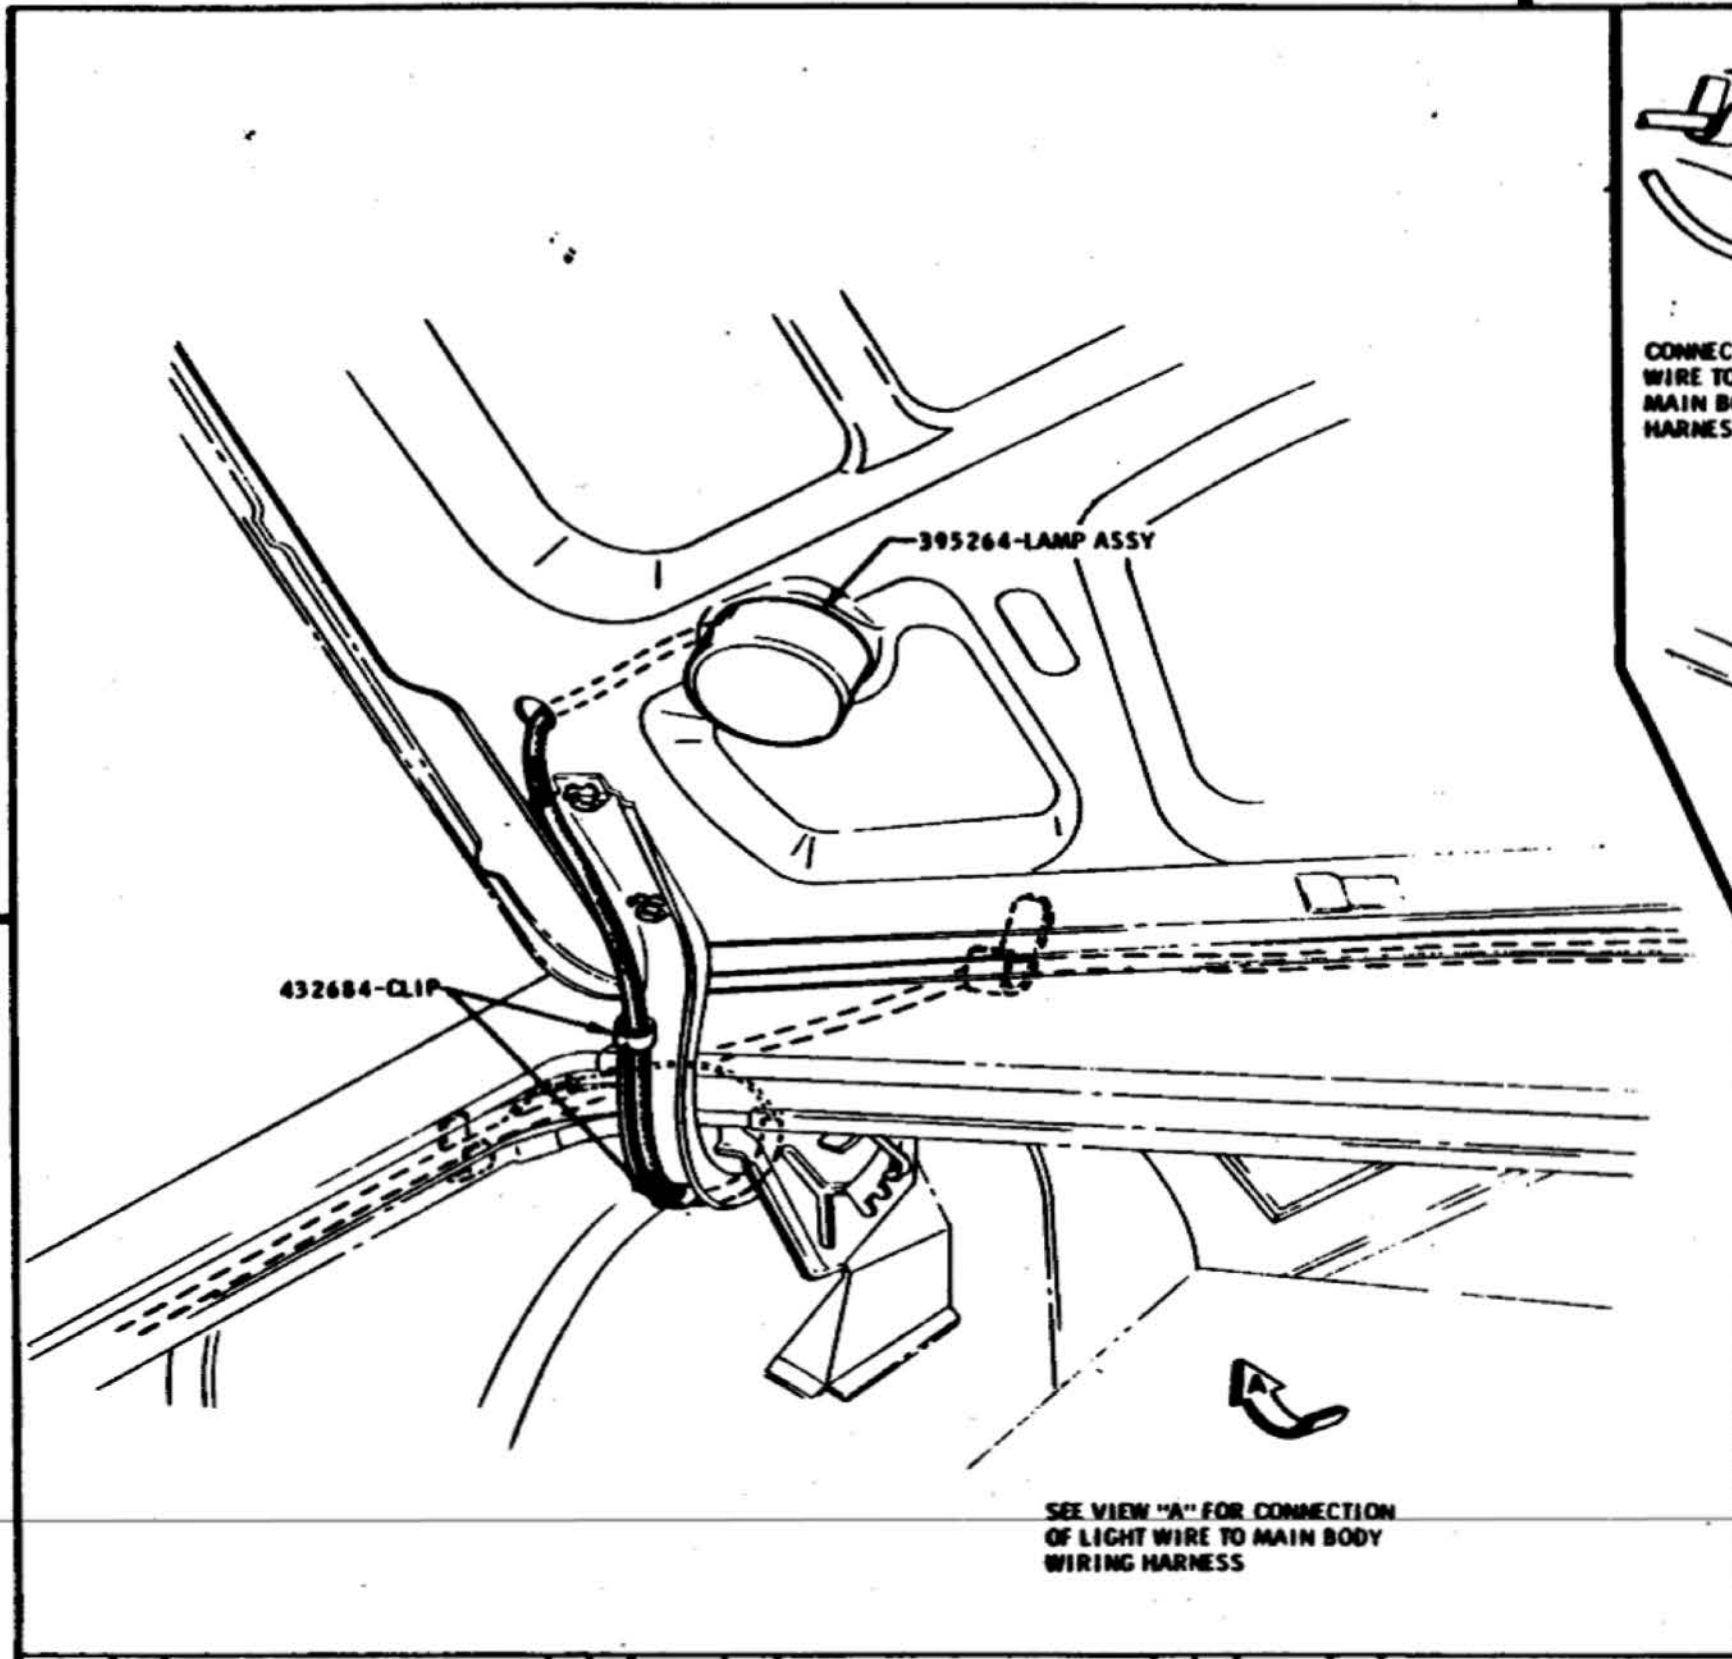 CONNEC
WIRE TO
MAIN B
HARNES
395264-LAMP ASSY
432684-CLIP
A
SEE VIEW "A" FOR CONNECTION
OF LIGHT WIRE TO MAIN BODY
WIRING HARNESS